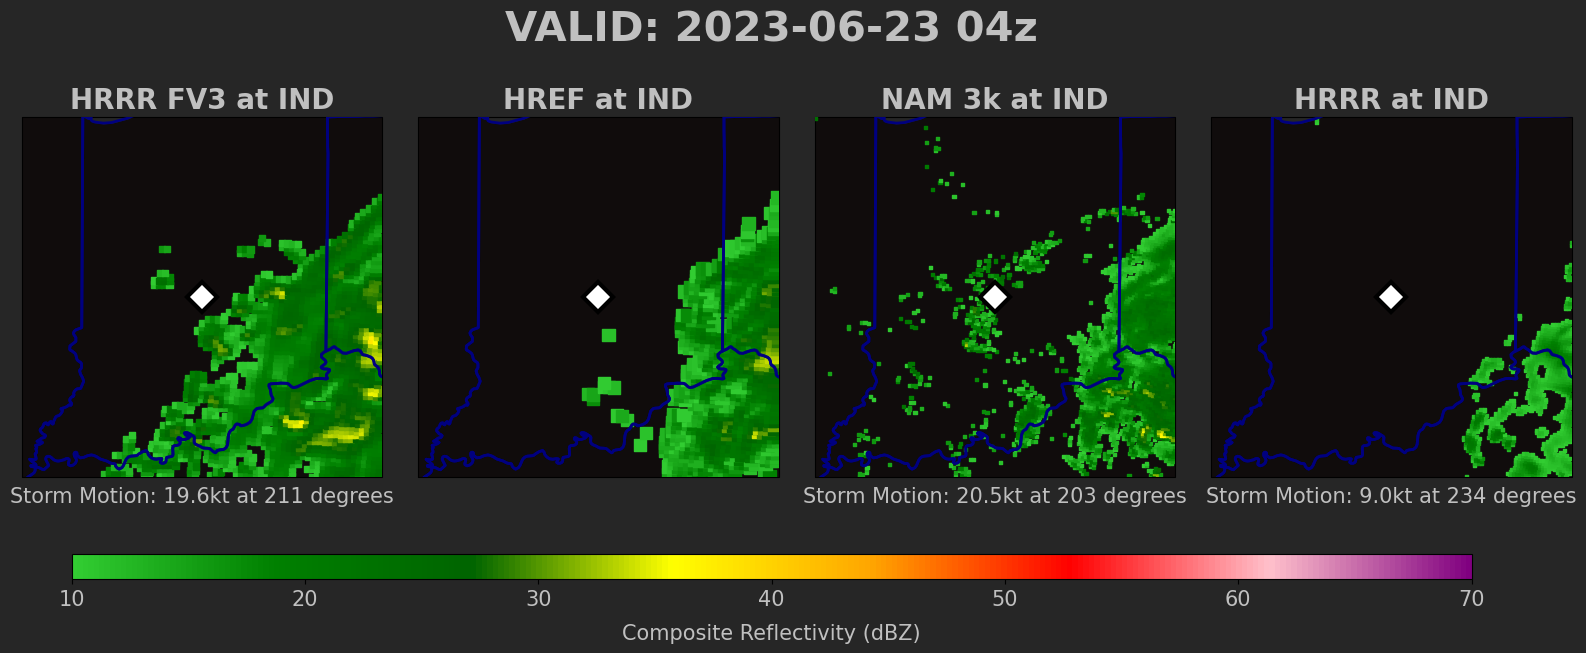 VALID: 2023-06-23 04z
HRRR FV3 at IND
HREF at IND
NAM 3k at IND
HRRR at IND
Storm Motion: 19.6kt at 211 degrees
Storm Motion: 20.5kt at 203 degrees
Storm Motion: 9.0kt at 234 degrees
10 20 30 40 50 60 70
Composite Reflectivity (dBZ)